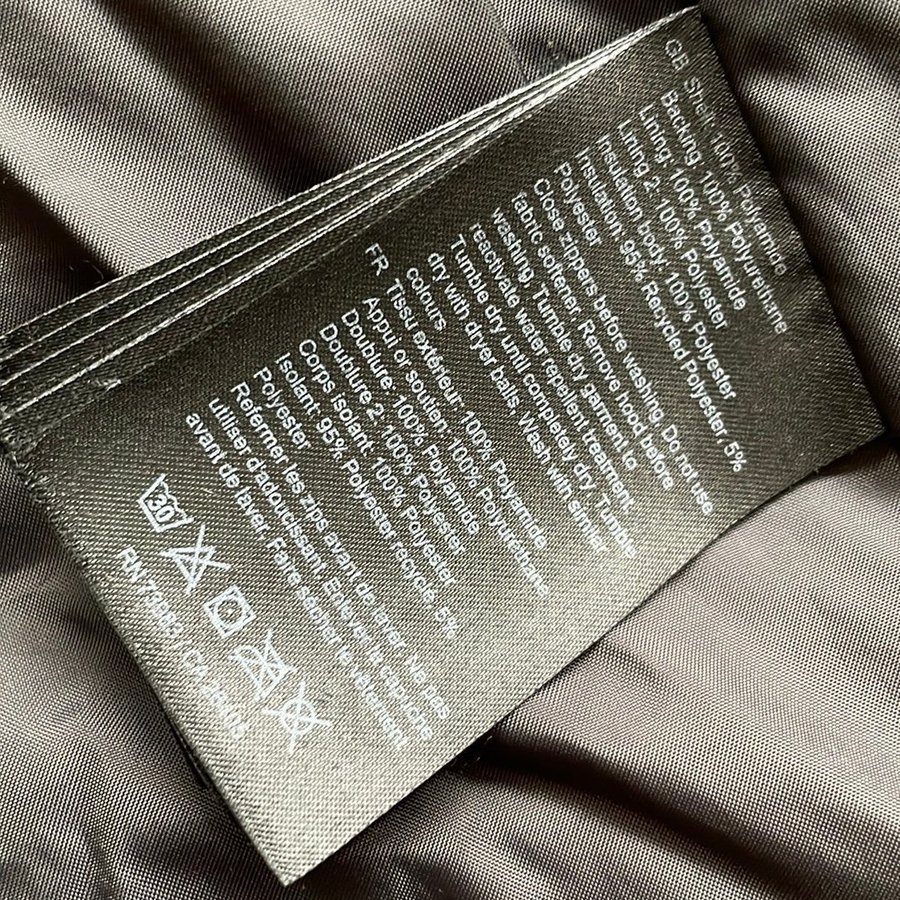 GB Shell: 100% Polyamide
Backing, 100% Polyurethane
Lining, 100% Polyamide
Lining 2: 100% Polyester
Insulation body: 100% Polyester
Insulation, 95% Recycled Polyester, 5%
Polyester
Close zippers before washing. Do not use
fabric softener. Remove hood before
washing. Tumble dry garment to
reactivate water repellent treament.
Tumble dry until completely dry. Tumble
dry with dryer balls. Wash with similar
colours
FR Tissu extérieur: 100% Polyamide
Appui ou soutien: 100% Polyuréthane
Doublure, 100% Polyamide
Doublure 2: 100% Polyester
Corps isolant: 100% Polyester
Isolant: 95% Polyester recyclé, 5%
Polyester
Refermer les zips avant de laver. Ne pas
utiliser d'adoucissant. Enlever la capuche
avant de laver. Faire sécher le vêtement
30